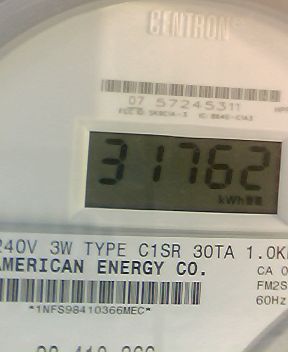 CENTRON®
07 57245311
31762
kWh
240V 3W TYPE C1SR 30TA 1.0K
AMERICAN ENERGY CO.
CA 0
FM2S
60Hz
*1NFS98410366MEC*